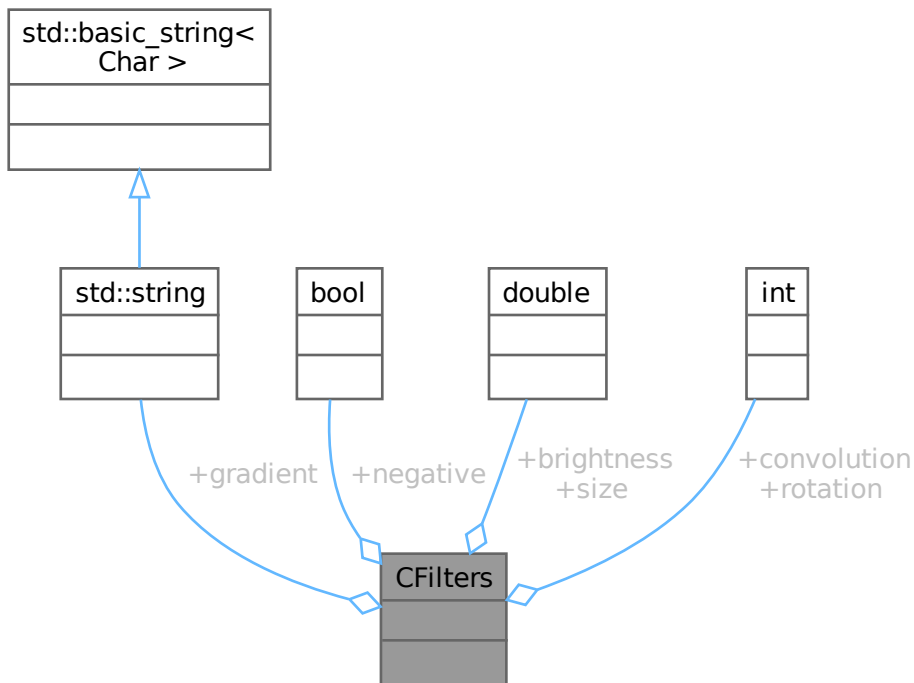 std::basic_string<
Char >
std::string
bool
double
int
+gradient
+negative
+brightness
+size
+convolution
+rotation
CFilters